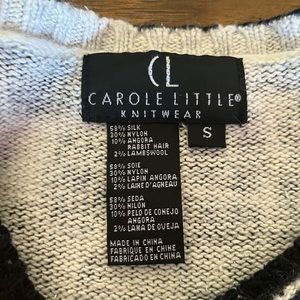 CL
CAROLE LITTLE®
KNITWEAR
S
58% SILK
30% NYLON
10% ANGORA
RABBIT HAIR
2% LAMBSWOOL
58% SOIE
30% NYLON
10% LAPIN ANGORA
2% LAINE D'AGNEAU
58% SEDA
30% NILON
10% PELO DE CONEJO
ANGORA
2% LANA DE OVEJA
MADE IN CHINA
FABRIQUE EN CHINE
FABRICADO EN CHINA